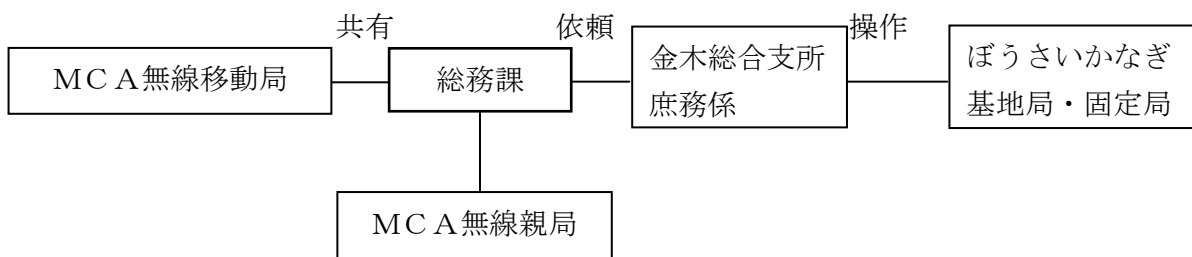 共有
依頼
操作
ＭＣＡ無線移動局
総務課
金木総合支所
庶務係
ぼうさいかなぎ
基地局・固定局
ＭＣＡ無線親局